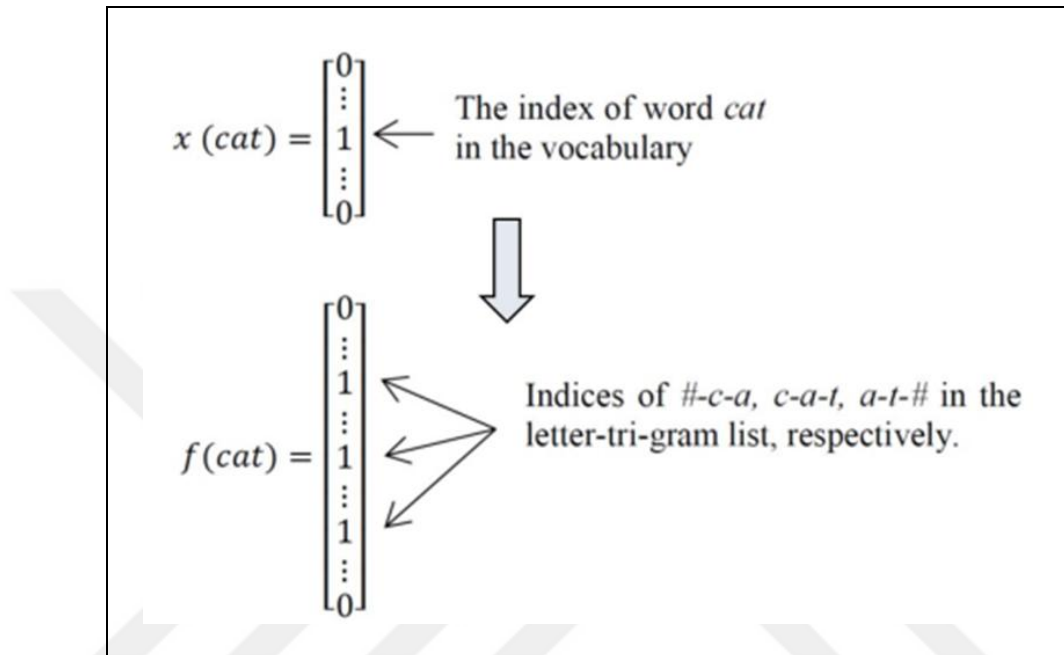 0
⋮
x (cat) = 1
⋮
0
The index of word cat
in the vocabulary
0
⋮
1
⋮
f(cat) = 1
⋮
1
⋮
0
Indices of #-c-a, c-a-t, a-t-# in the
letter-tri-gram list, respectively.